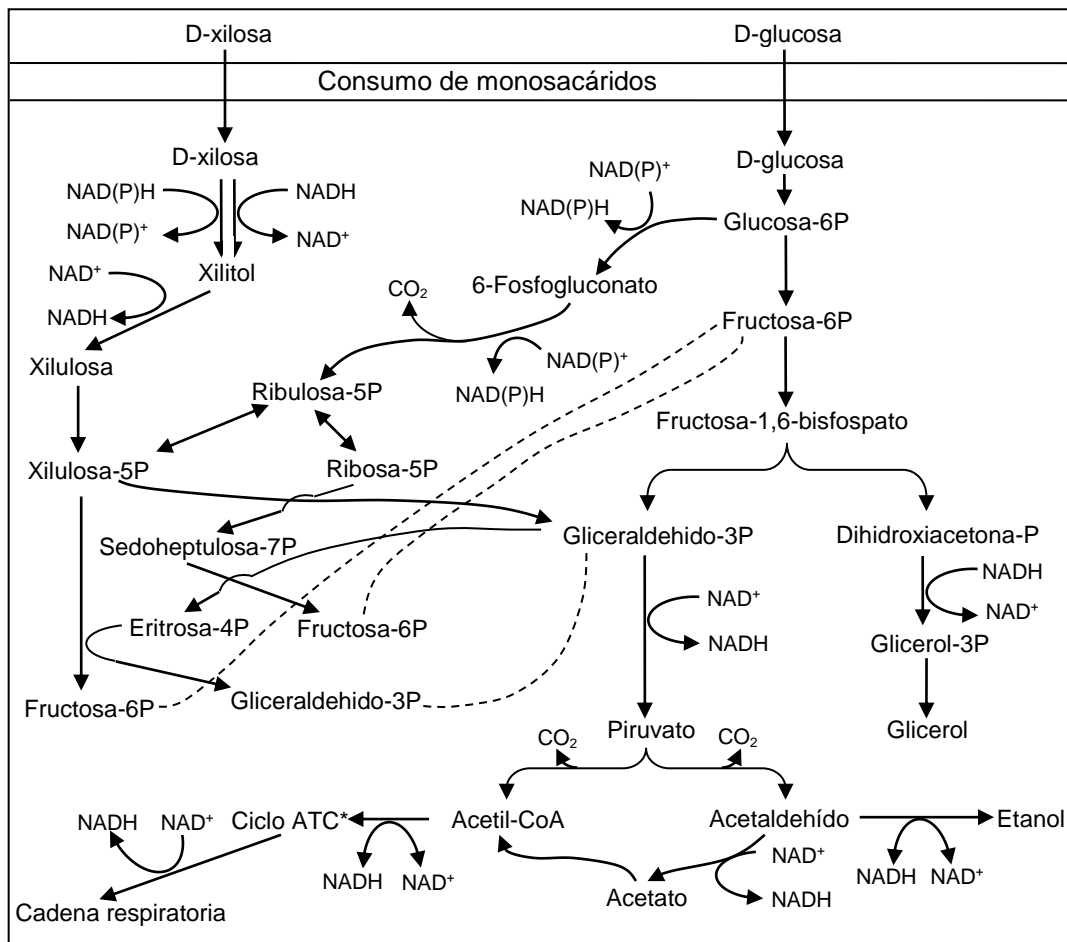 D-xilosa
D-glucosa
Consumo de monosacáridos
D-xilosa
D-glucosa
NAD(P)H
NADH
NAD(P)⁺
NAD⁺
Xilitol
NAD⁺
NADH
Xilulosa
NAD(P)⁺
NAD(P)H
Glucosa-6P
6-Fosfogluconato
CO₂
NAD(P)⁺
NAD(P)H
Fructosa-6P
Ribulosa-5P
Fructosa-1,6-bisfospato
Xilulosa-5P
Ribosa-5P
Sedoheptulosa-7P
Gliceraldehido-3P
Dihidroxiacetona-P
Eritrosa-4P
Fructosa-6P
NAD⁺
NADH
NADH
NAD⁺
Glicerol-3P
Fructosa-6P
Gliceraldehido-3P
Piruvato
Glicerol
CO₂
CO₂
NADH
NAD⁺
Ciclo ATC*
Acetil-CoA
Acetaldehído
Etanol
NADH
NAD⁺
NAD⁺
NADH
NADH
NAD⁺
Acetato
Cadena respiratoria